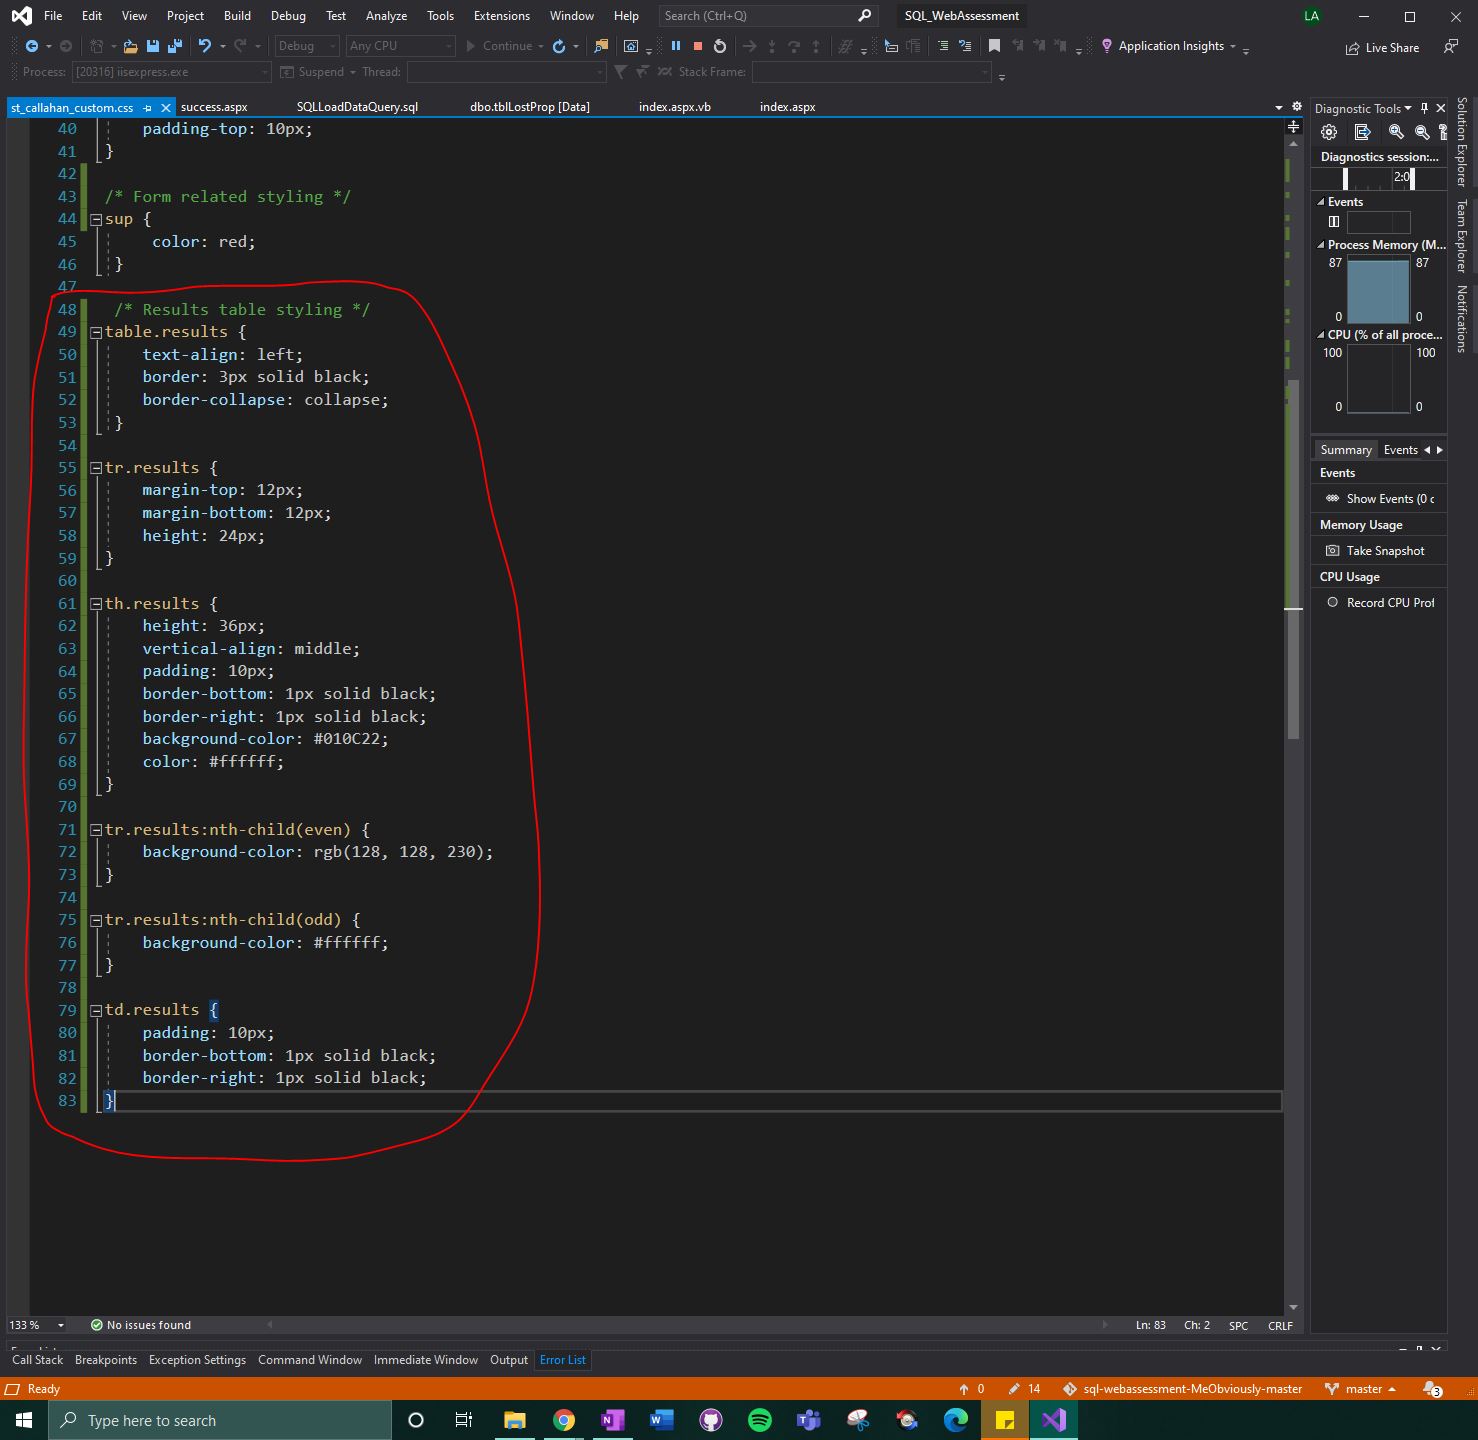 File Edit View Project Build Debug Test Analyze Tools Extensions Window Help Search (Ctrl+Q) SQL_WebAssessment LA
Debug Any CPU Continue Application Insights Live Share
Process: [20316] iisexpress.exe Suspend Thread: Stack Frame:
st_callahan_custom.css success.aspx SQLLoadDataQuery.sql dbo.tblLostProp [Data] index.aspx.vb index.aspx
40 padding-top: 10px;
41 }
42
43 /* Form related styling */
44 sup {
45 color: red;
46 }
47
48 /* Results table styling */
49 table.results {
50 text-align: left;
51 border: 3px solid black;
52 border-collapse: collapse;
53 }
54
55 tr.results {
56 margin-top: 12px;
57 margin-bottom: 12px;
58 height: 24px;
59 }
60
61 th.results {
62 height: 36px;
63 vertical-align: middle;
64 padding: 10px;
65 border-bottom: 1px solid black;
66 border-right: 1px solid black;
67 background-color: #010C22;
68 color: #ffffff;
69 }
70
71 tr.results:nth-child(even) {
72 background-color: rgb(128, 128, 230);
73 }
74
75 tr.results:nth-child(odd) {
76 background-color: #ffffff;
77 }
78
79 td.results {
80 padding: 10px;
81 border-bottom: 1px solid black;
82 border-right: 1px solid black;
83 }
Diagnostic Tools
Diagnostics session:...
2:0
Events
Process Memory (M...
87 87
0 0
CPU (% of all proce...
100 100
0 0
Summary Events
Events
Show Events (0 c
Memory Usage
Take Snapshot
CPU Usage
Record CPU Prof
Solution Explorer
Team Explorer
Notifications
133 % No issues found Ln: 83 Ch: 2 SPC CRLF
Call Stack Breakpoints Exception Settings Command Window Immediate Window Output Error List
Ready 0 14 sql-webassessment-MeObviously-master master 3
Type here to search